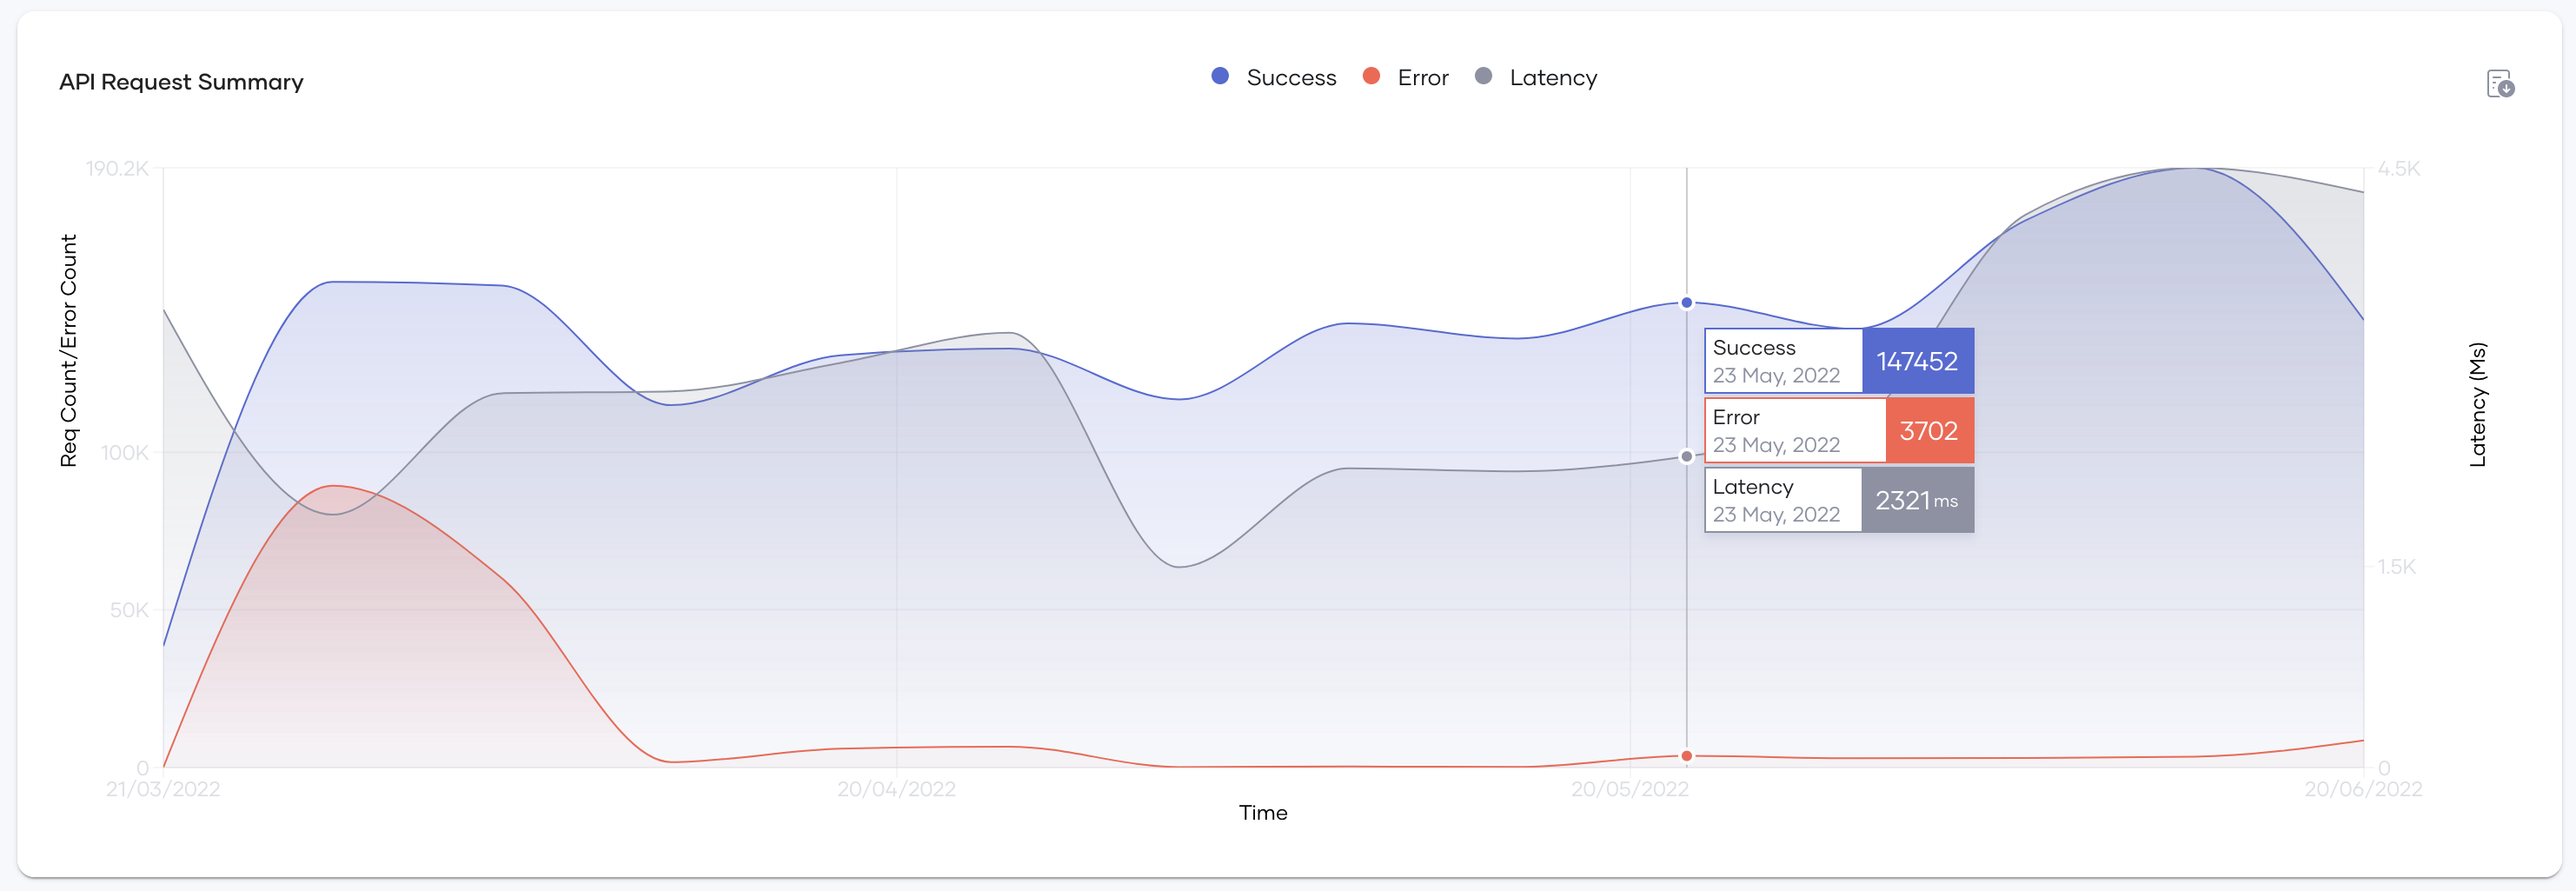 API Request Summary
Success
Error
Latency
190.2K
100K
50K
0
Req Count/Error Count
4.5K
1.5K
0
Latency (Ms)
Success
23 May, 2022
147452
Error
23 May, 2022
3702
Latency
23 May, 2022
2321 ms
21/03/2022
20/04/2022
20/05/2022
20/06/2022
Time